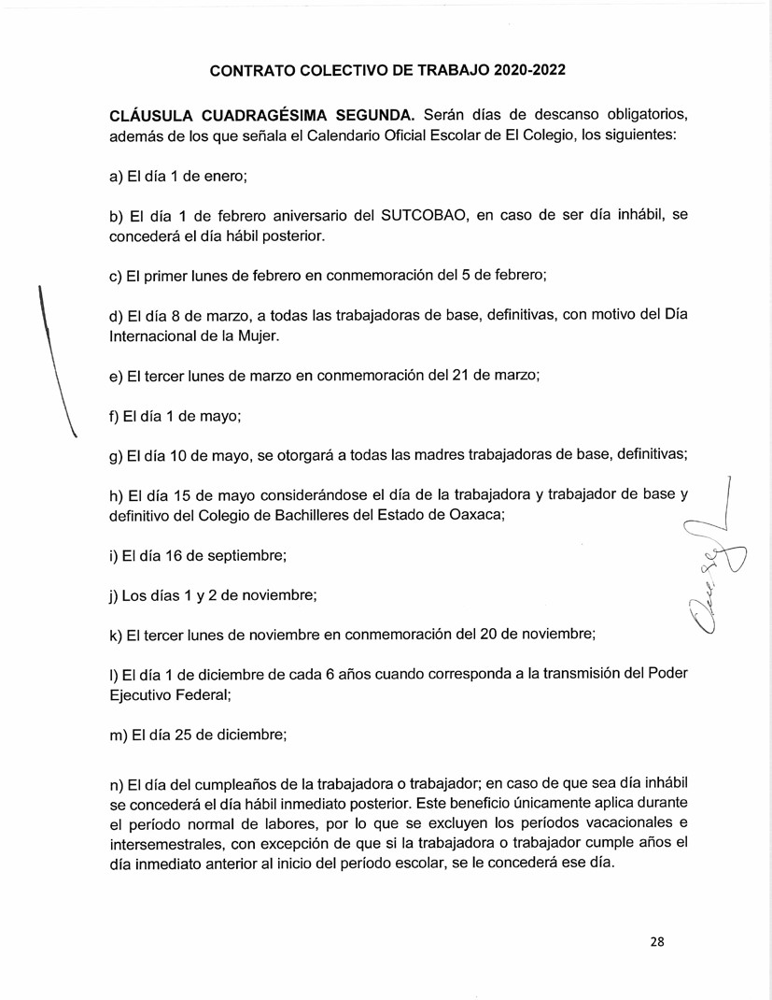 CONTRATO COLECTIVO DE TRABAJO 2020-2022
CLÁUSULA CUADRAGÉSIMA SEGUNDA. Serán días de descanso obligatorios,
además de los que señala el Calendario Oficial Escolar de El Colegio, los siguientes:
a) El día 1 de enero;
b) El día 1 de febrero aniversario del SUTCOBAO, en caso de ser día inhábil, se
concederá el día hábil posterior.
c) El primer lunes de febrero en conmemoración del 5 de febrero;
d) El día 8 de marzo, a todas las trabajadoras de base, definitivas, con motivo del Día
Internacional de la Mujer.
e) El tercer lunes de marzo en conmemoración del 21 de marzo;
f) El día 1 de mayo;
g) El día 10 de mayo, se otorgará a todas las madres trabajadoras de base, definitivas;
h) El día 15 de mayo considerándose el día de la trabajadora y trabajador de base y
definitivo del Colegio de Bachilleres del Estado de Oaxaca;
i) El día 16 de septiembre;
j) Los días 1 y 2 de noviembre;
k) El tercer lunes de noviembre en conmemoración del 20 de noviembre;
l) El día 1 de diciembre de cada 6 años cuando corresponda a la transmisión del Poder
Ejecutivo Federal;
m) El día 25 de diciembre;
n) El día del cumpleaños de la trabajadora o trabajador; en caso de que sea día inhábil
se concederá el día hábil inmediato posterior. Este beneficio únicamente aplica durante
el período normal de labores, por lo que se excluyen los períodos vacacionales e
intersemestrales, con excepción de que si la trabajadora o trabajador cumple años el
día inmediato anterior al inicio del período escolar, se le concederá ese día.
28